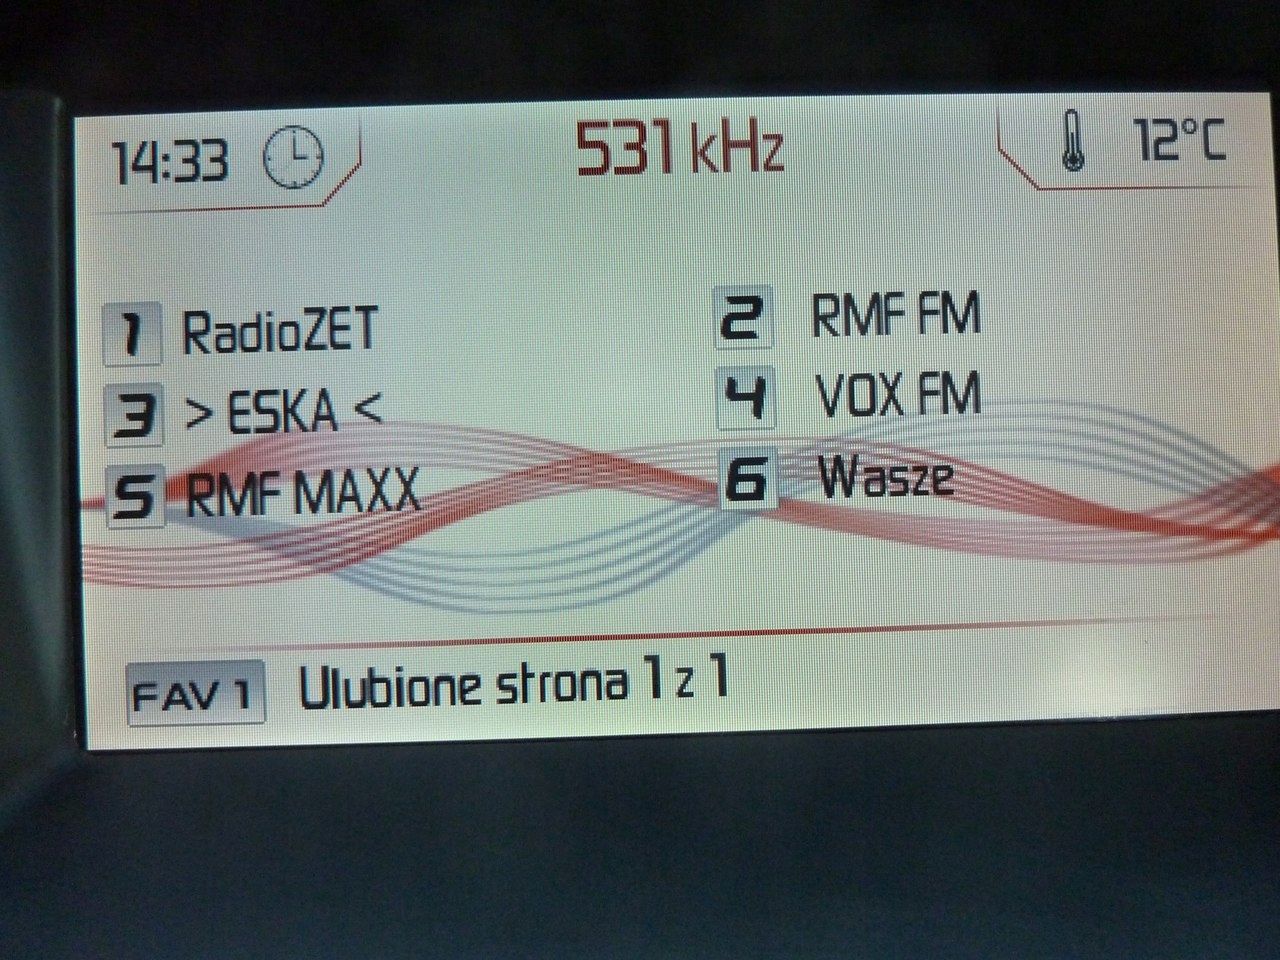 14:33 531 kHz 12°C
1 RadioZET 2 RMF FM
3 > ESKA < 4 VOX FM
5 RMF MAXX 6 Wasze
FAV 1 Ulubione strona 1 z 1